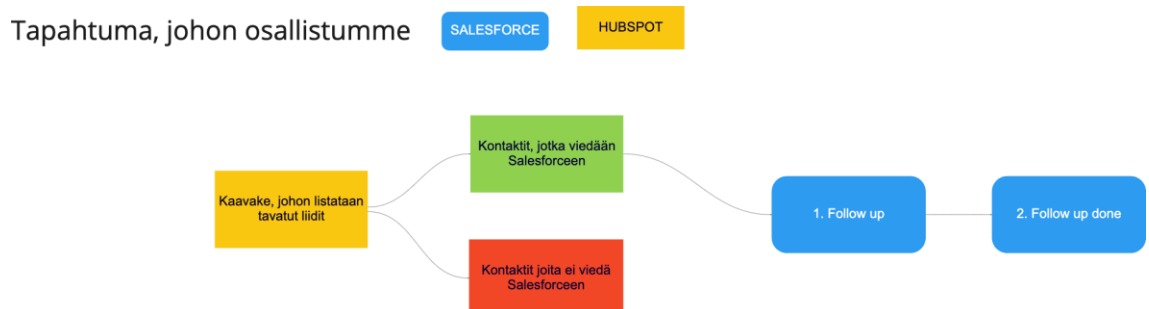 Tapahtuma, johon osallistumme
SALESFORCE
HUBSPOT
Kaavake, johon listataan
tavatut liidit
Kontaktit, jotka viedään
Salesforceen
Kontaktit joita ei viedä
Salesforceen
1. Follow up
2. Follow up done